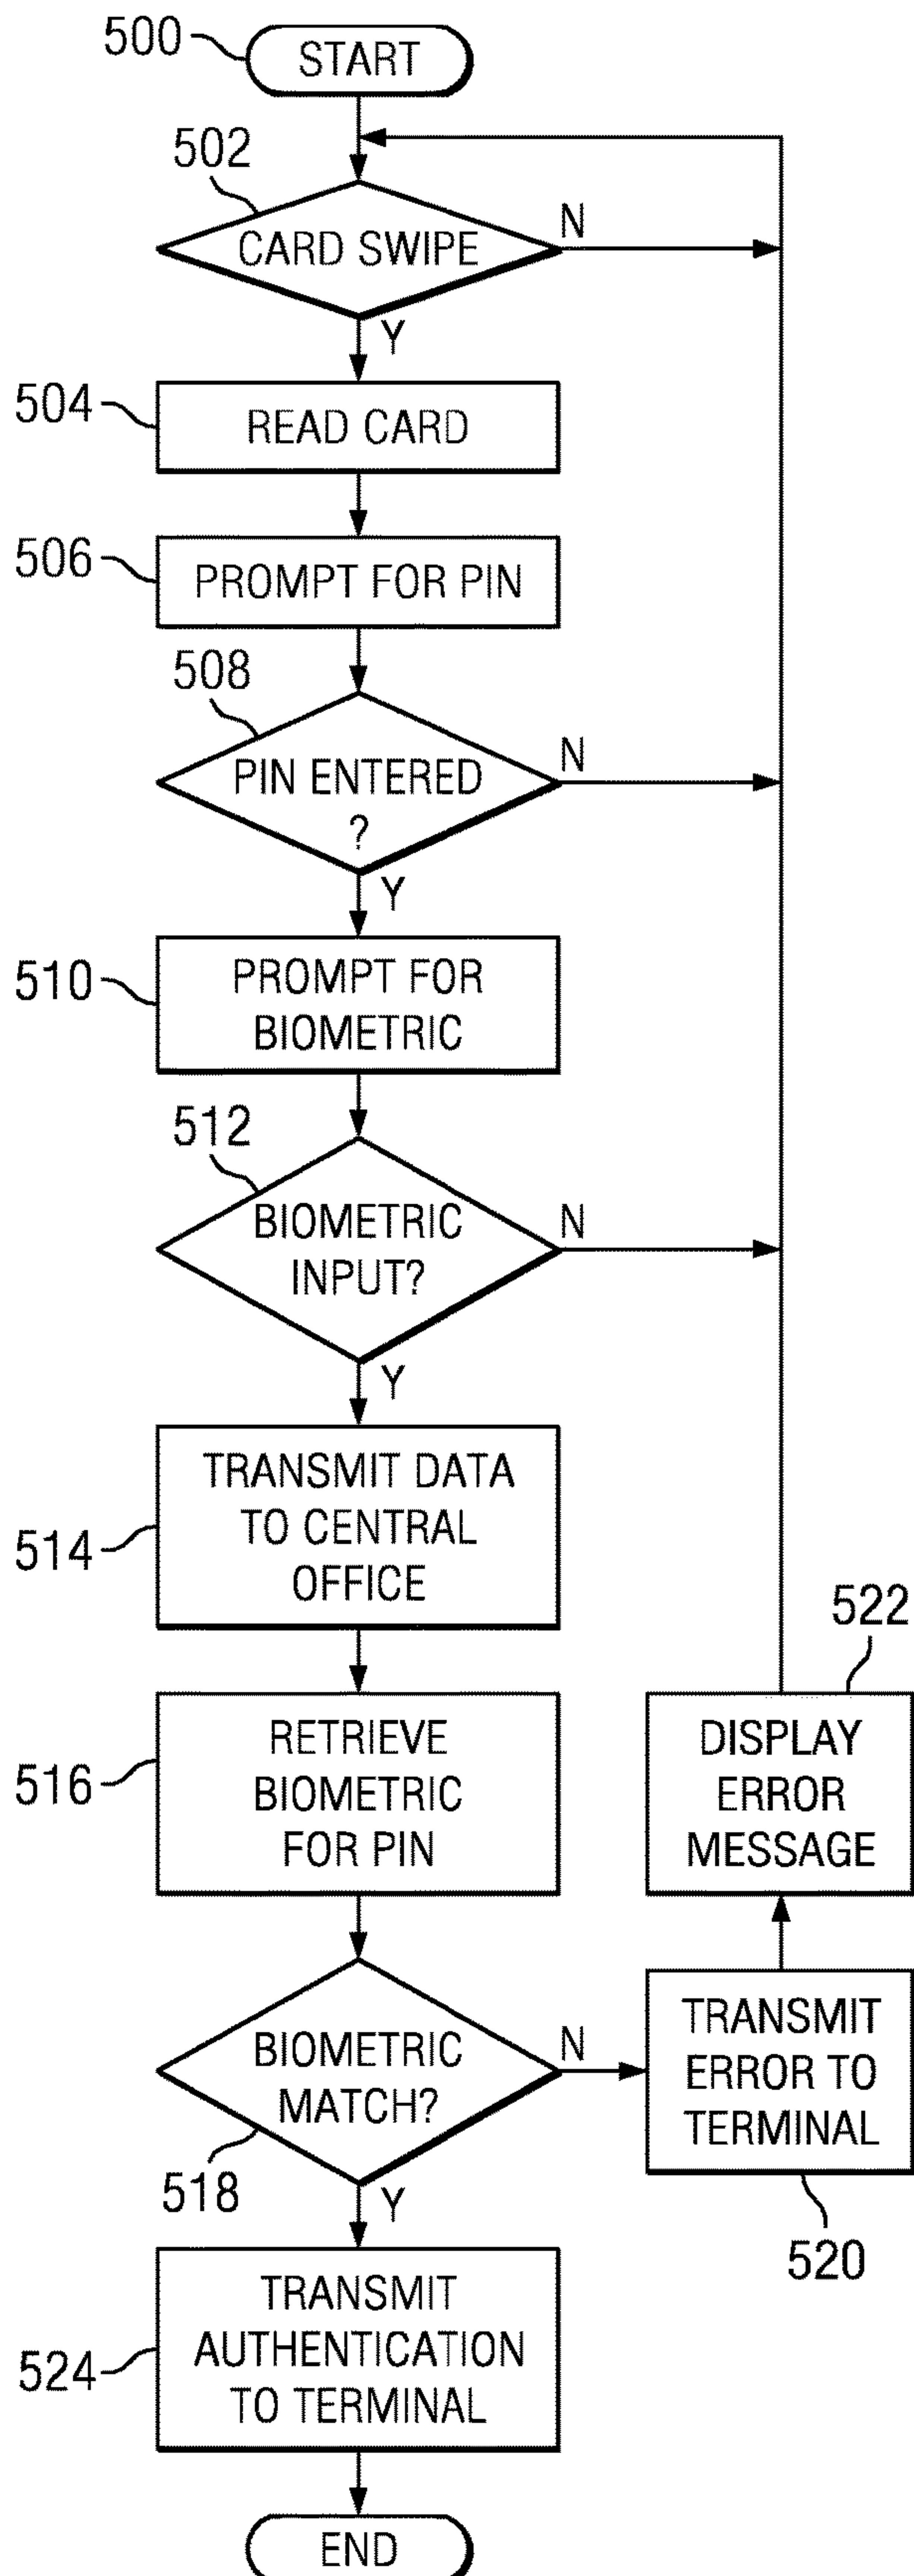 500
START
502
CARD SWIPE
N
Y
504
READ CARD
506
PROMPT FOR PIN
508
PIN ENTERED
?
N
Y
510
PROMPT FOR
BIOMETRIC
512
BIOMETRIC
INPUT?
N
Y
514
TRANSMIT DATA
TO CENTRAL
OFFICE
516
RETRIEVE
BIOMETRIC
FOR PIN
522
DISPLAY
ERROR
MESSAGE
518
BIOMETRIC
MATCH?
N
Y
TRANSMIT
ERROR TO
TERMINAL
520
524
TRANSMIT
AUTHENTICATION
TO TERMINAL
END